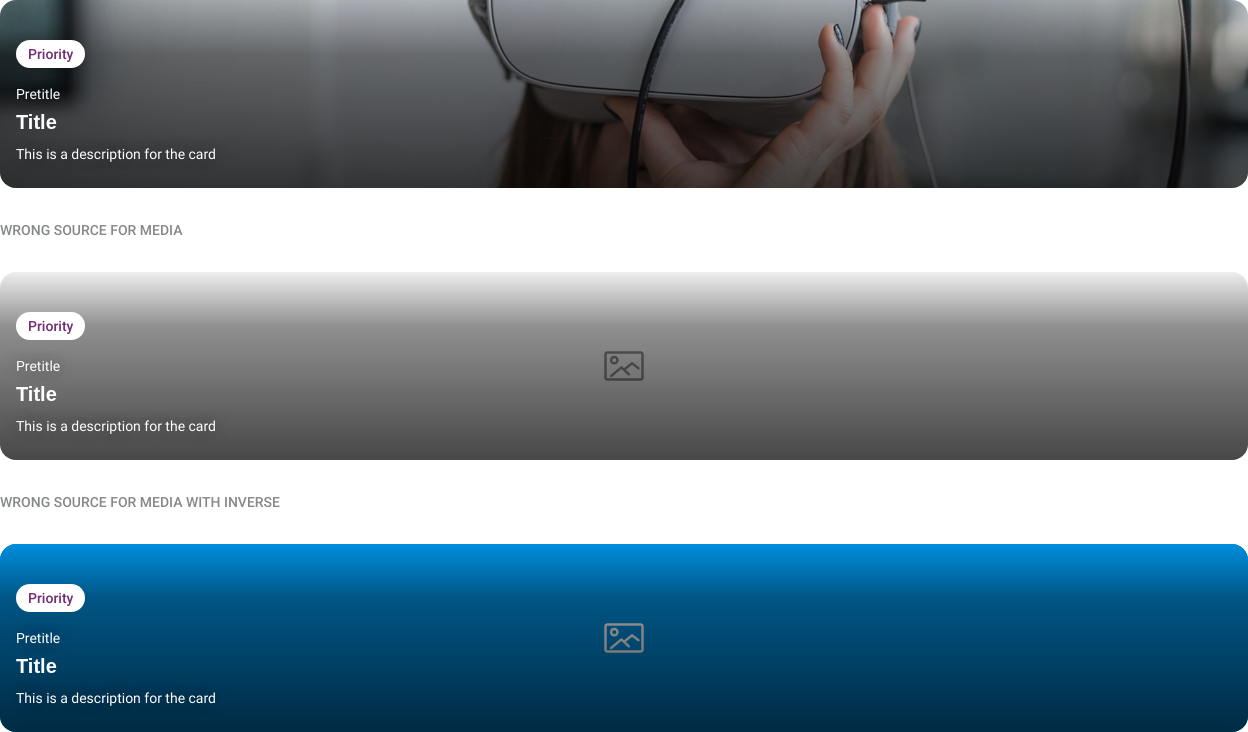 Priority
Pretitle
Title
This is a description for the card
WRONG SOURCE FOR MEDIA
Priority
Pretitle
Title
This is a description for the card
WRONG SOURCE FOR MEDIA WITH INVERSE
Priority
Pretitle
Title
This is a description for the card